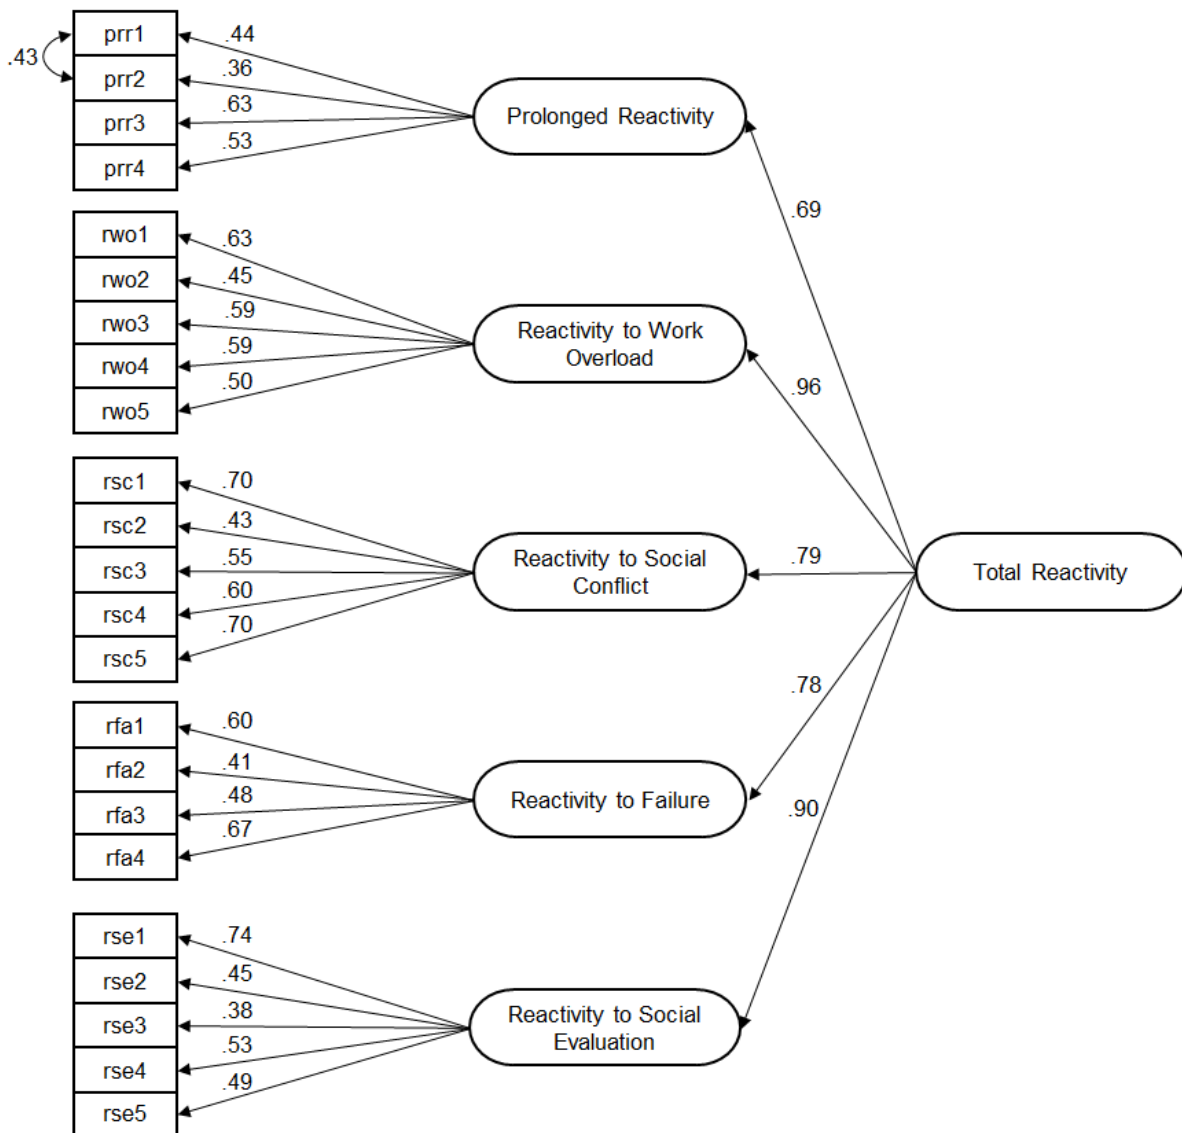 prr1
.43
prr2
prr3
prr4
.44
.36
.63
.53
Prolonged Reactivity
.69
rwo1
rwo2
rwo3
rwo4
rwo5
.63
.45
.59
.59
.50
Reactivity to Work
Overload
.96
rsc1
rsc2
rsc3
rsc4
rsc5
.70
.43
.55
.60
.70
Reactivity to Social
Conflict
.79
Total Reactivity
rfa1
rfa2
rfa3
rfa4
.60
.41
.48
.67
Reactivity to Failure
.78
rse1
rse2
rse3
rse4
rse5
.74
.45
.38
.53
.49
Reactivity to Social
Evaluation
.90